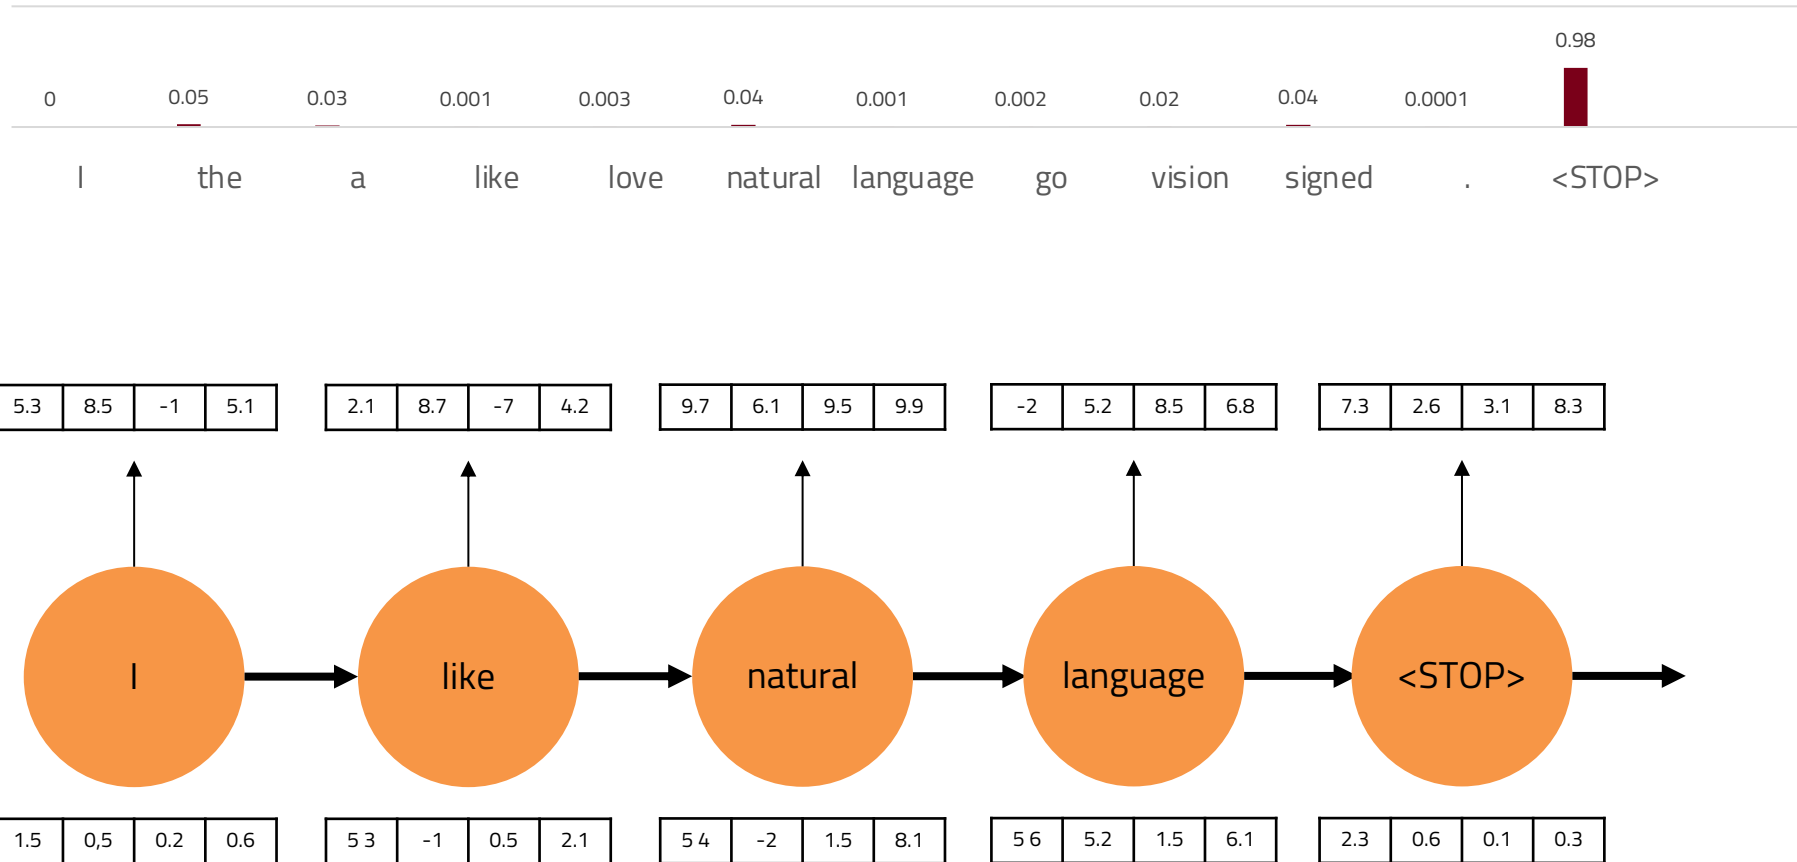 0.98
0 0.05 0.03 0.001 0.003 0.04 0.001 0.002 0.02 0.04 0.0001
I the a like love natural language go vision signed . <STOP>
5.3 8.5 -1 5.1 2.1 8.7 -7 4.2 9.7 6.1 9.5 9.9 -2 5.2 8.5 6.8 7.3 2.6 3.1 8.3
I like natural language <STOP>
1.5 0,5 0.2 0.6 5 3 -1 0.5 2.1 5 4 -2 1.5 8.1 5 6 5.2 1.5 6.1 2.3 0.6 0.1 0.3